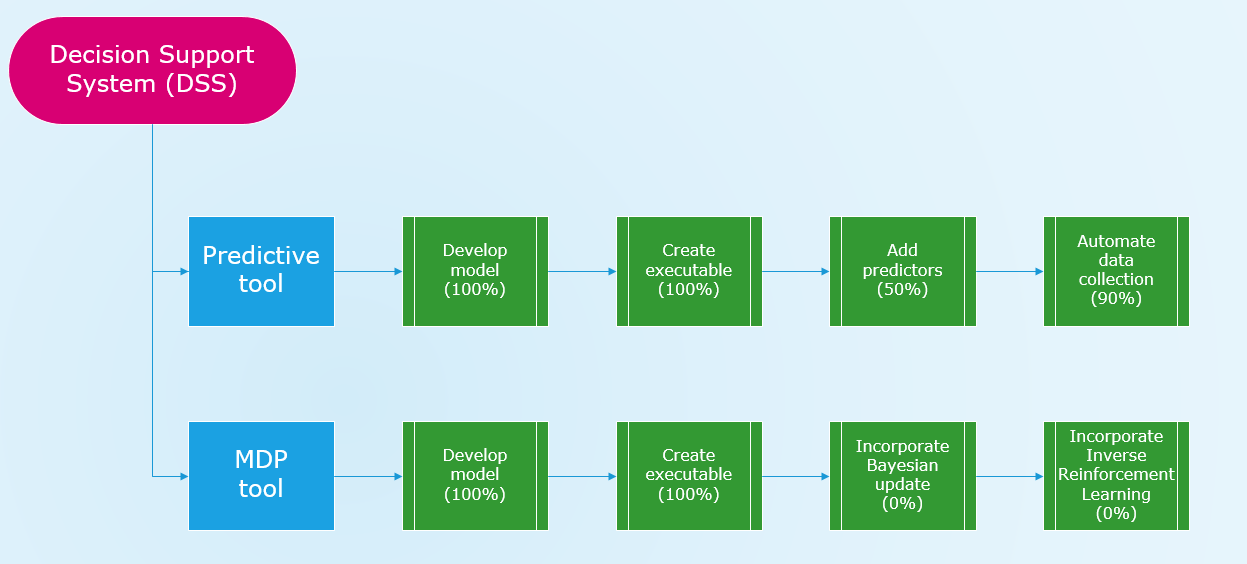 Decision Support
System (DSS)
Predictive
tool
Develop
model
(100%)
Create
executable
(100%)
Add
predictors
(50%)
Automate
data
collection
(90%)
MDP
tool
Develop
model
(100%)
Create
executable
(100%)
Incorporate
Bayesian
update
(0%)
Incorporate
Inverse
Reinforcement
Learning
(0%)